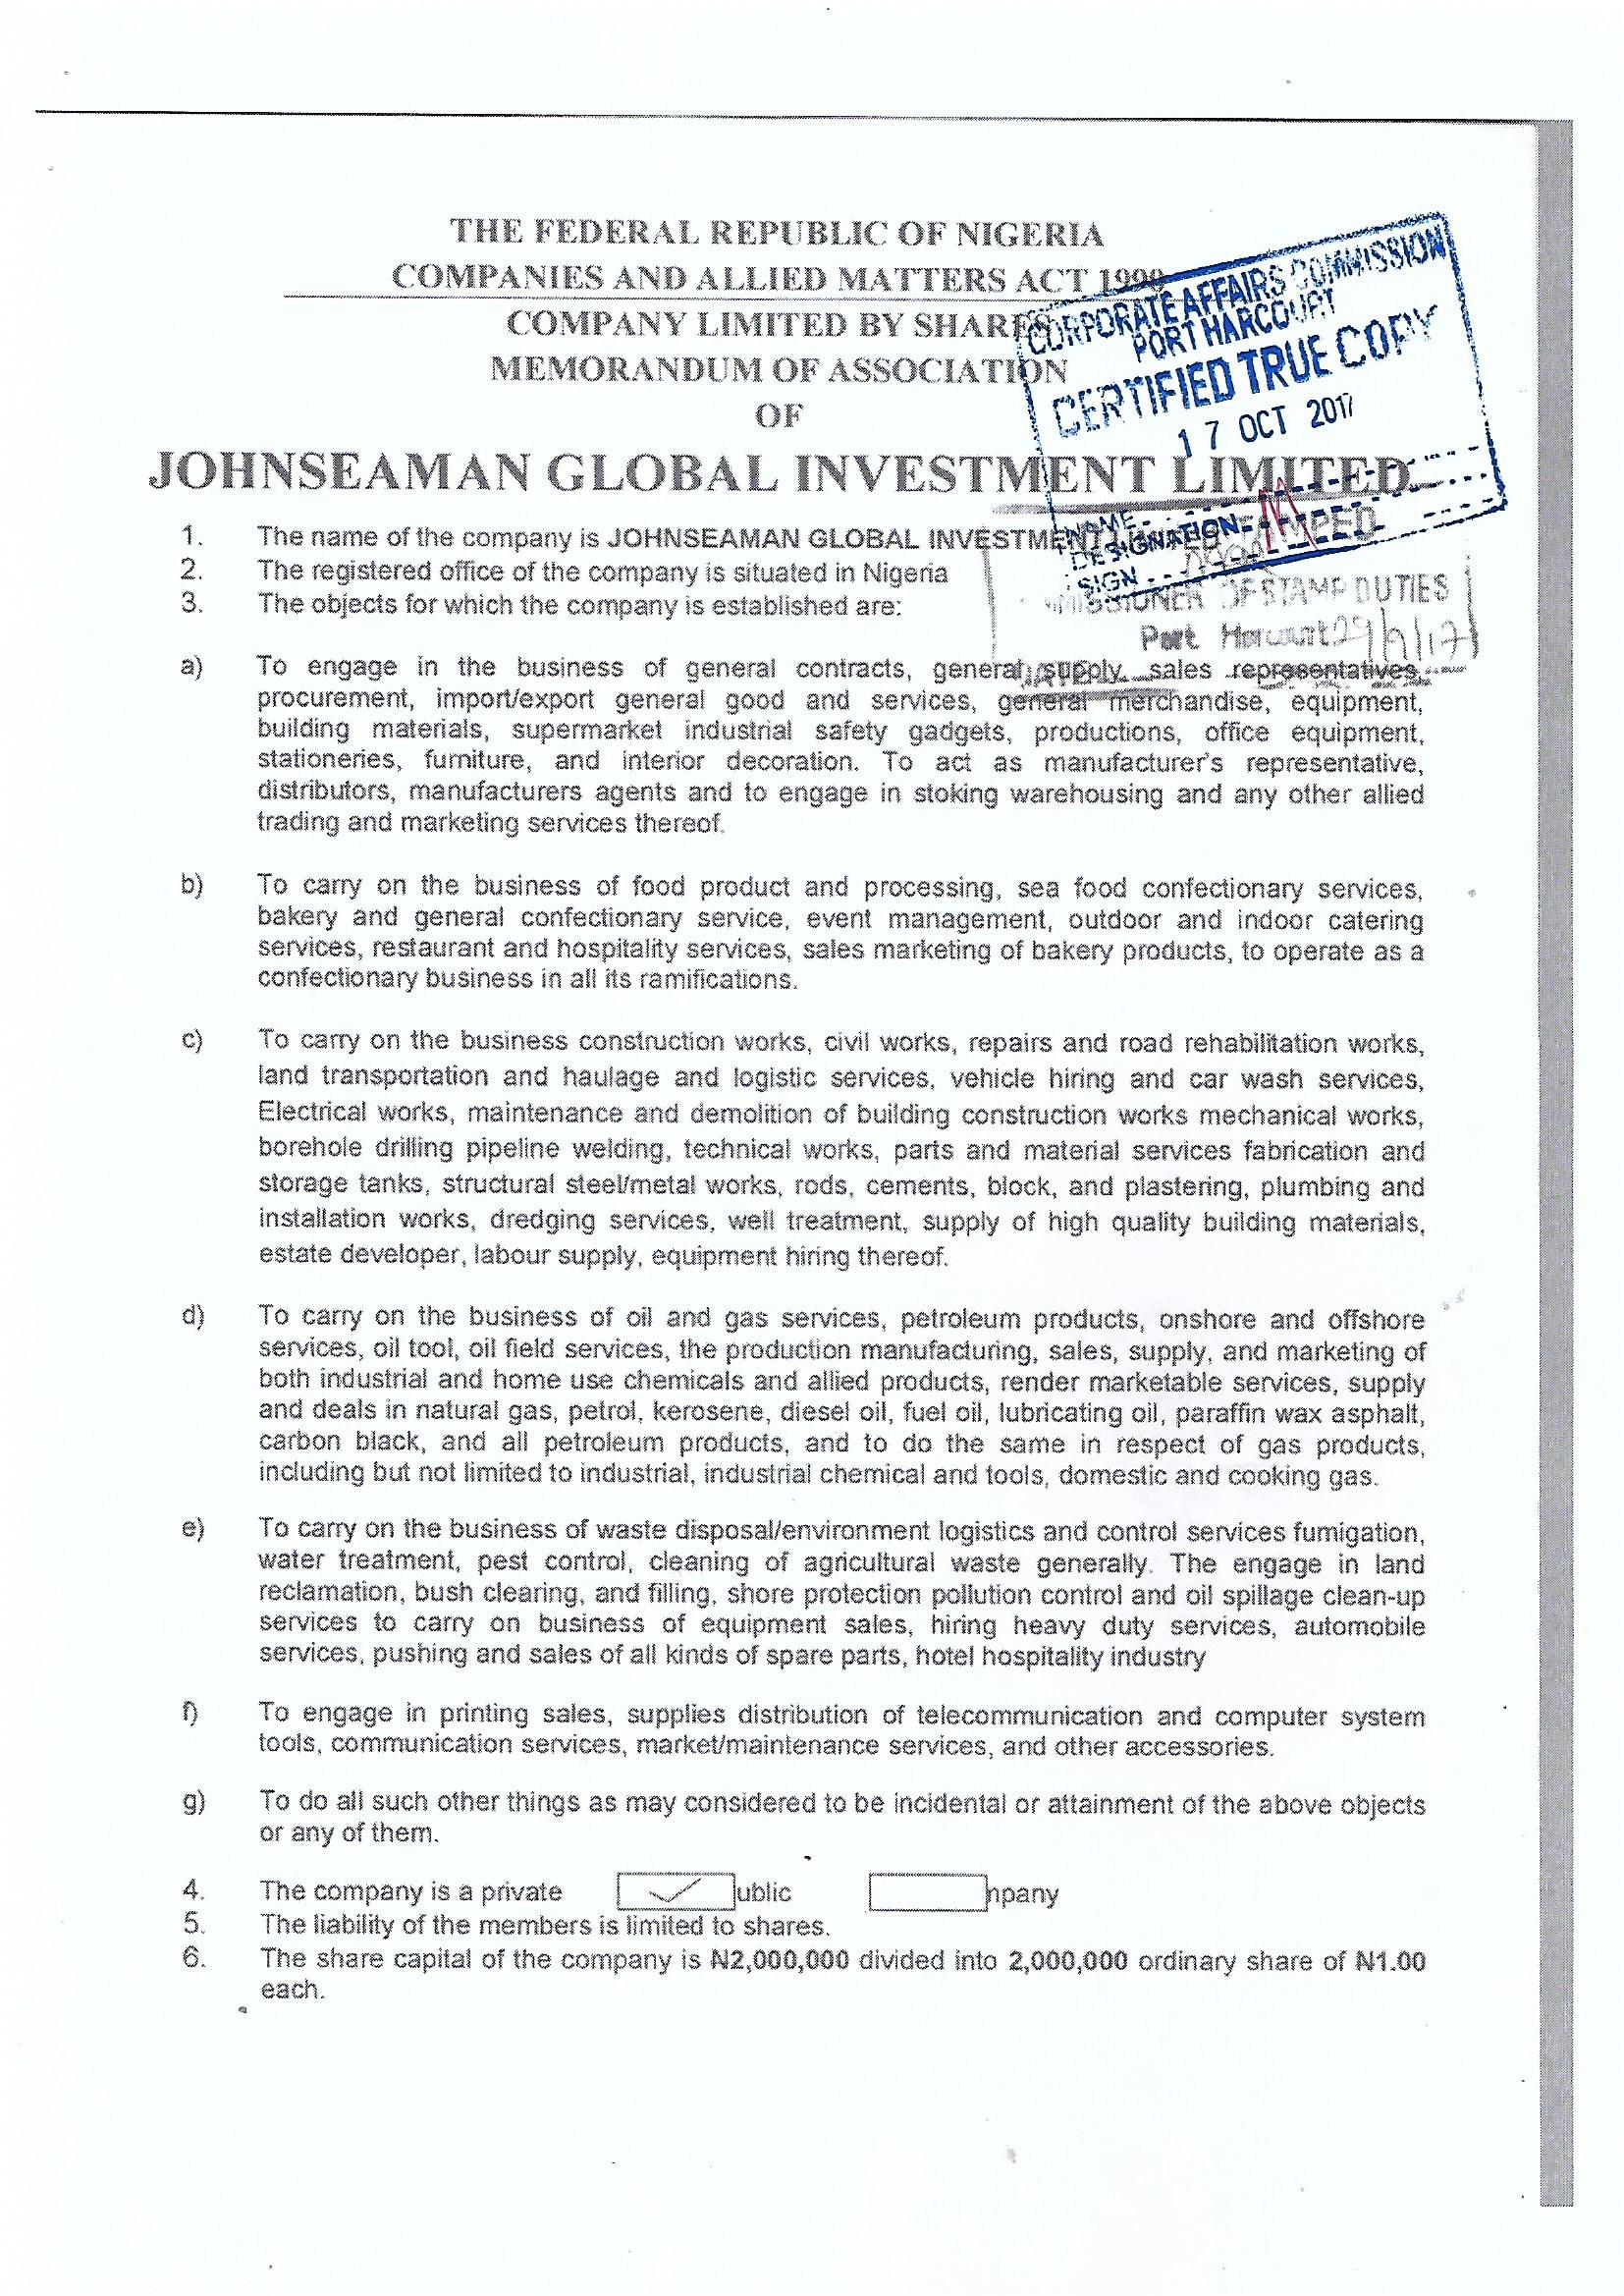 THE FEDERAL REPUBLIC OF NIGERIA
COMPANIES AND ALLIED MATTERS ACT 1990
COMPANY LIMITED BY SHARES
MEMORANDUM OF ASSOCIATION
OF
JOHNSEAMAN GLOBAL INVESTMENT LIMITED
CORPORATE AFFAIRS COMMISSION
PORT HARCOURT
CERTIFIED TRUE COPY
17 OCT 2017
NAME
DESIGNATION
SIGN
STAMP DUTIES
Port Harcourt 29/9/17
1. The name of the company is JOHNSEAMAN GLOBAL INVESTMENT
2. The registered office of the company is situated in Nigeria
3. The objects for which the company is established are:
a) To engage in the business of general contracts, general supply sales representatives,
procurement, import/export general good and services, general merchandise, equipment,
building materials, supermarket industrial safety gadgets, productions, office equipment,
stationeries, furniture, and interior decoration. To act as manufacturer's representative,
distributors, manufacturers agents and to engage in stoking warehousing and any other allied
trading and marketing services thereof.
b) To carry on the business of food product and processing, sea food confectionary services,
bakery and general confectionary service, event management, outdoor and indoor catering
services, restaurant and hospitality services, sales marketing of bakery products, to operate as a
confectionary business in all its ramifications.
c) To carry on the business construction works, civil works, repairs and road rehabilitation works,
land transportation and haulage and logistic services, vehicle hiring and car wash services,
Electrical works, maintenance and demolition of building construction works mechanical works,
borehole drilling pipeline welding, technical works, parts and material services fabrication and
storage tanks, structural steel/metal works, rods, cements, block, and plastering, plumbing and
installation works, dredging services, well treatment, supply of high quality building materials,
estate developer, labour supply, equipment hiring thereof.
d) To carry on the business of oil and gas services, petroleum products, onshore and offshore
services, oil tool, oil field services, the production manufacturing, sales, supply, and marketing of
both industrial and home use chemicals and allied products, render marketable services, supply
and deals in natural gas, petrol, kerosene, diesel oil, fuel oil, lubricating oil, paraffin wax asphalt,
carbon black, and all petroleum products, and to do the same in respect of gas products,
including but not limited to industrial, industrial chemical and tools, domestic and cooking gas.
e) To carry on the business of waste disposal/environment logistics and control services fumigation,
water treatment, pest control, cleaning of agricultural waste generally. The engage in land
reclamation, bush clearing, and filling, shore protection pollution control and oil spillage clean-up
services to carry on business of equipment sales, hiring heavy duty services, automobile
services, pushing and sales of all kinds of spare parts, hotel hospitality industry
f) To engage in printing sales, supplies distribution of telecommunication and computer system
tools, communication services, market/maintenance services, and other accessories.
g) To do all such other things as may considered to be incidental or attainment of the above objects
or any of them.
4. The company is a private ✓ ublic npany
5. The liability of the members is limited to shares.
6. The share capital of the company is ₦2,000,000 divided into 2,000,000 ordinary share of ₦1.00
each.